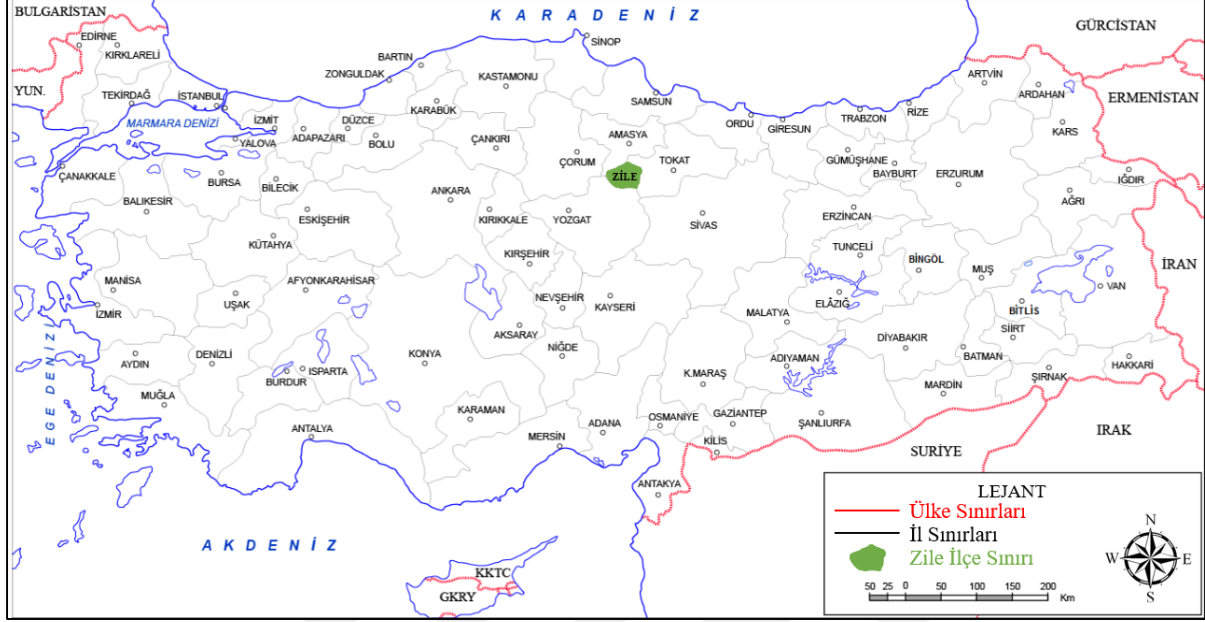 BULGARİSTAN
KARADENİZ
GÜRCİSTAN
EDİRNE
KIRKLARELİ
SİNOP
BARTIN
ZONGULDAK
KASTAMONU
ARTVİN
YUN.
TEKİRDAĞ
İSTANBUL
KARABÜK
SAMSUN
ARDAHAN
ERMENİSTAN
MARMARA DENİZİ
İZMİT
DÜZCE
ORDU
GİRESUN
TRABZON
RİZE
KARS
YALOVA
ADAPAZARI
BOLU
ÇANKIRI
AMASYA
ÇORUM
TOKAT
GÜMÜŞHANE
BAYBURT
ERZURUM
ÇANAKKALE
BURSA
BİLECİK
ZİLE
IĞDIR
BALIKESİR
ESKİŞEHİR
ANKARA
KIRIKKALE
YOZGAT
SİVAS
ERZİNCAN
AĞRI
KÜTAHYA
KIRŞEHİR
TUNCELİ
BİNGÖL
MUŞ
İRAN
MANİSA
AFYONKARAHİSAR
UŞAK
NEVŞEHİR
KAYSERİ
ELÂZIĞ
VAN
İZMİR
MALATYA
BİTLİS
SİİRT
AKSARAY
NİĞDE
DİYABAKIR
BATMAN
EGE DENİZİ
AYDIN
DENİZLİ
BURDUR
ISPARTA
KONYA
K.MARAŞ
ADIYAMAN
HAKKARİ
ŞIRNAK
MARDİN
MUĞLA
ANTALYA
KARAMAN
MERSİN
ADANA
OSMANİYE
GAZİANTEP
KİLİS
ŞANLIURFA
SURİYE
IRAK
ANTAKYA
AKDENİZ
KKTC
GKRY
LEJANT
Ülke Sınırları
İl Sınırları
Zile İlçe Sınırı
N
W E
S
50 25 0 50 100 150 200
Km